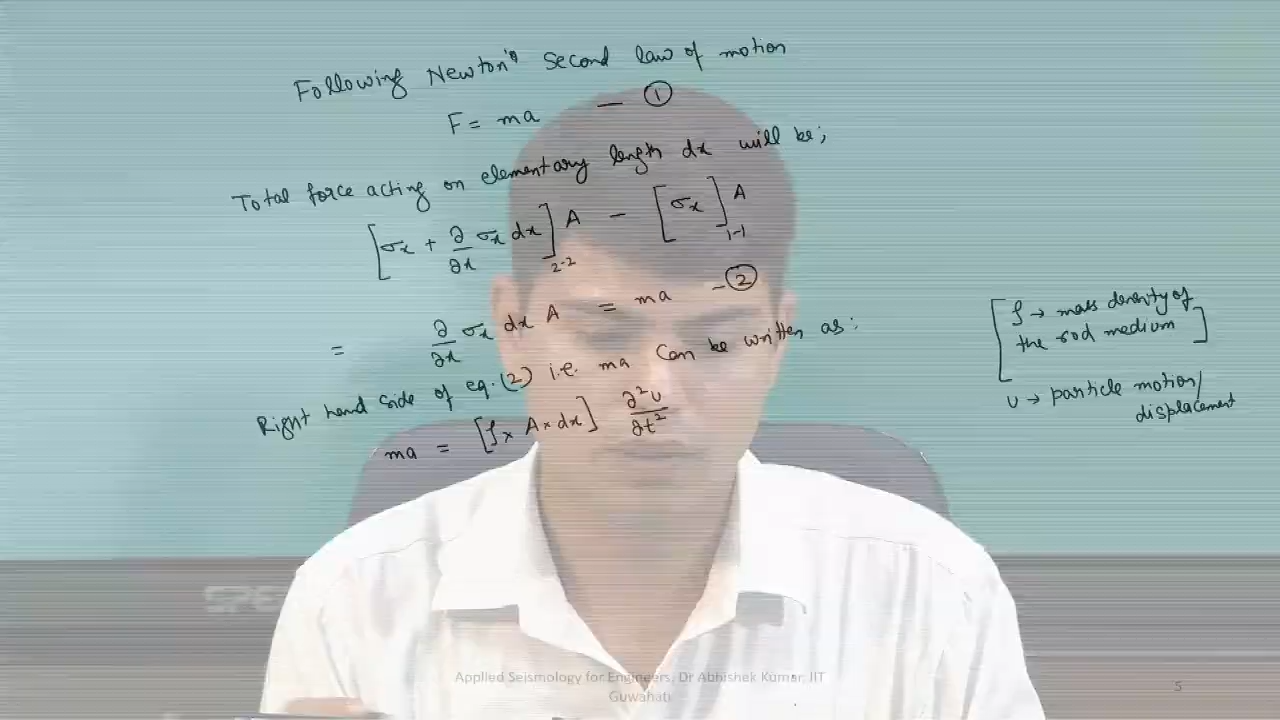 Following Newton's Second law of motion
F = ma — ①
Total force acting on elementary length dx will be;
[σx + ∂/∂x σx dx]2-2 A − [σx]1-1 A
= ∂/∂x σx dx A = ma – ②
Right hand side of eq.(2) i.e. ma can be written as:
ma = [ρ × A × dx] ∂²u/∂t²
[ρ → mass density of
the rod medium]
u → particle motion/
displacement
SPE
Applied Seismology for Engineers, Dr Abhishek Kumar, IIT
Guwahati
5